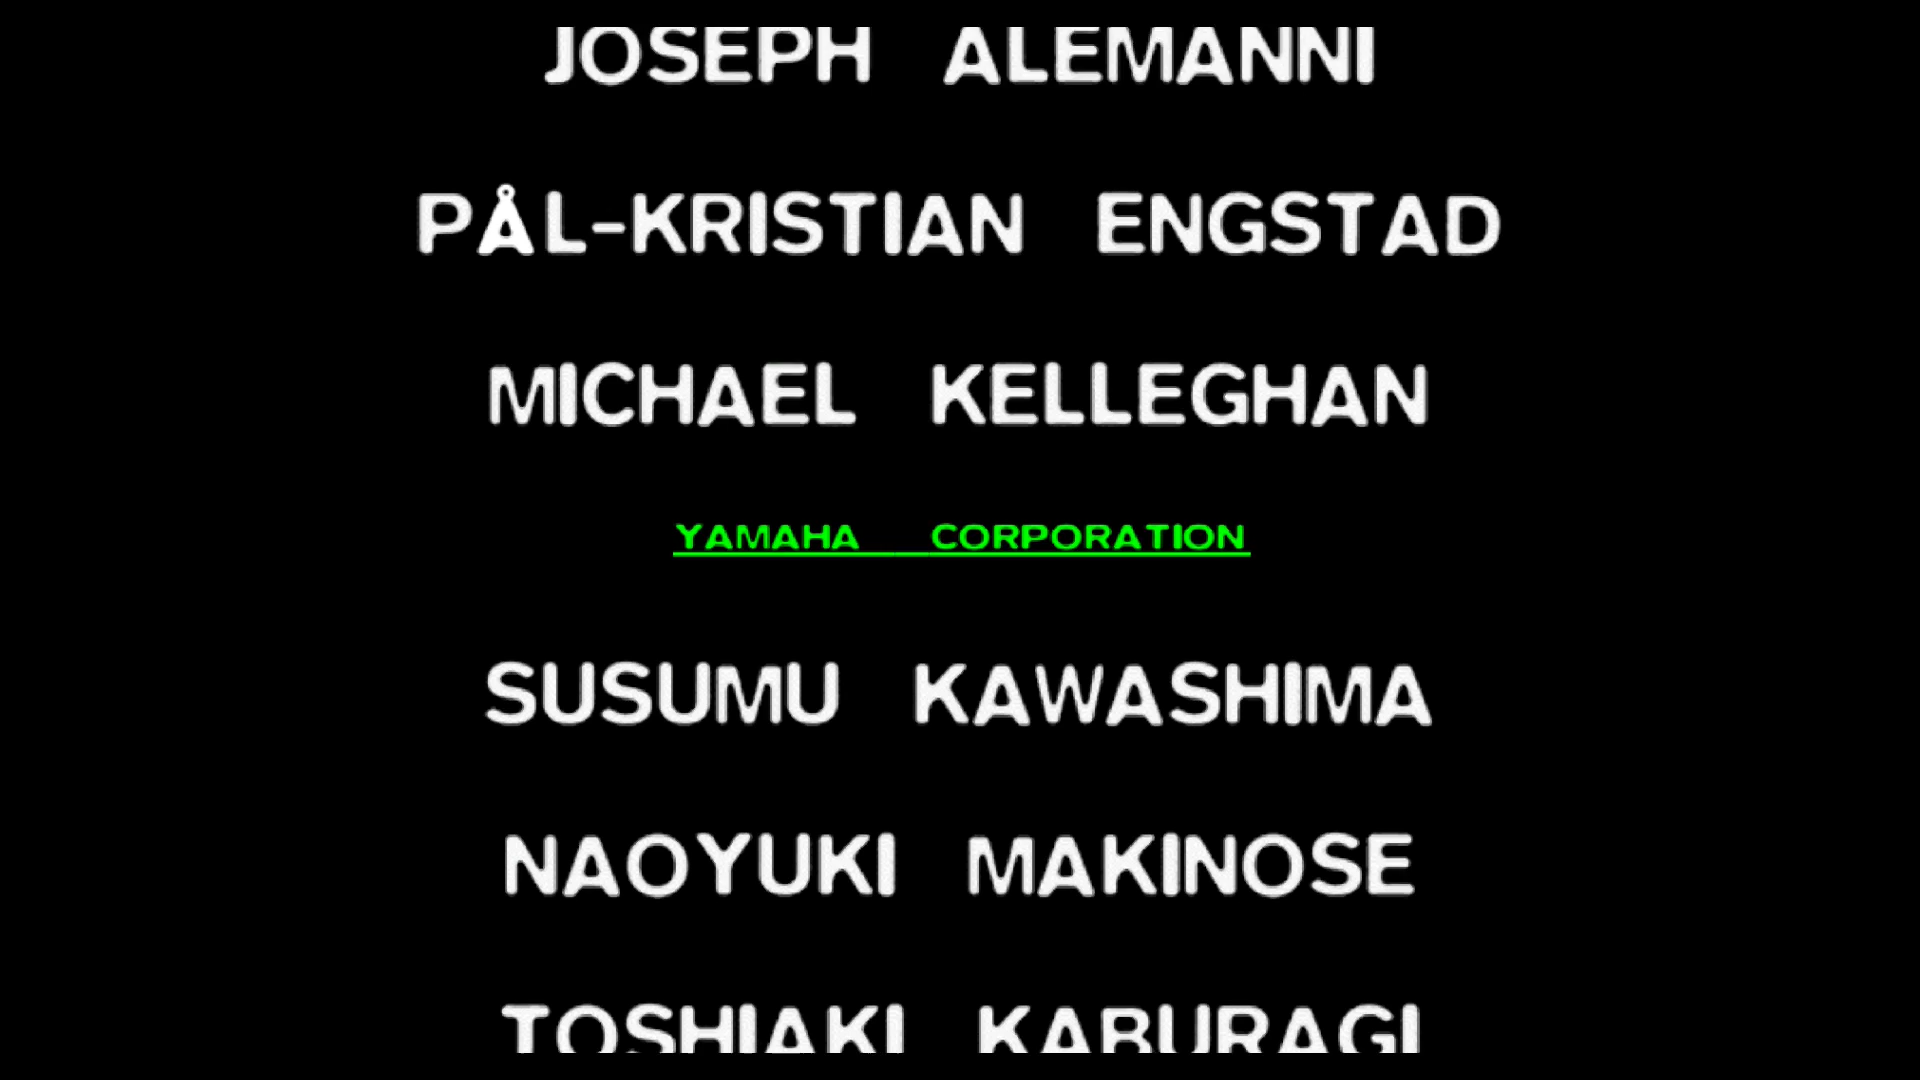 JOSEPH ALEMANNI
PÅL-KRISTIAN ENGSTAD
MICHAEL KELLEGHAN
YAMAHA CORPORATION
SUSUMU KAWASHIMA
NAOYUKI MAKINOSE
TOSHIAKI KABURAGI